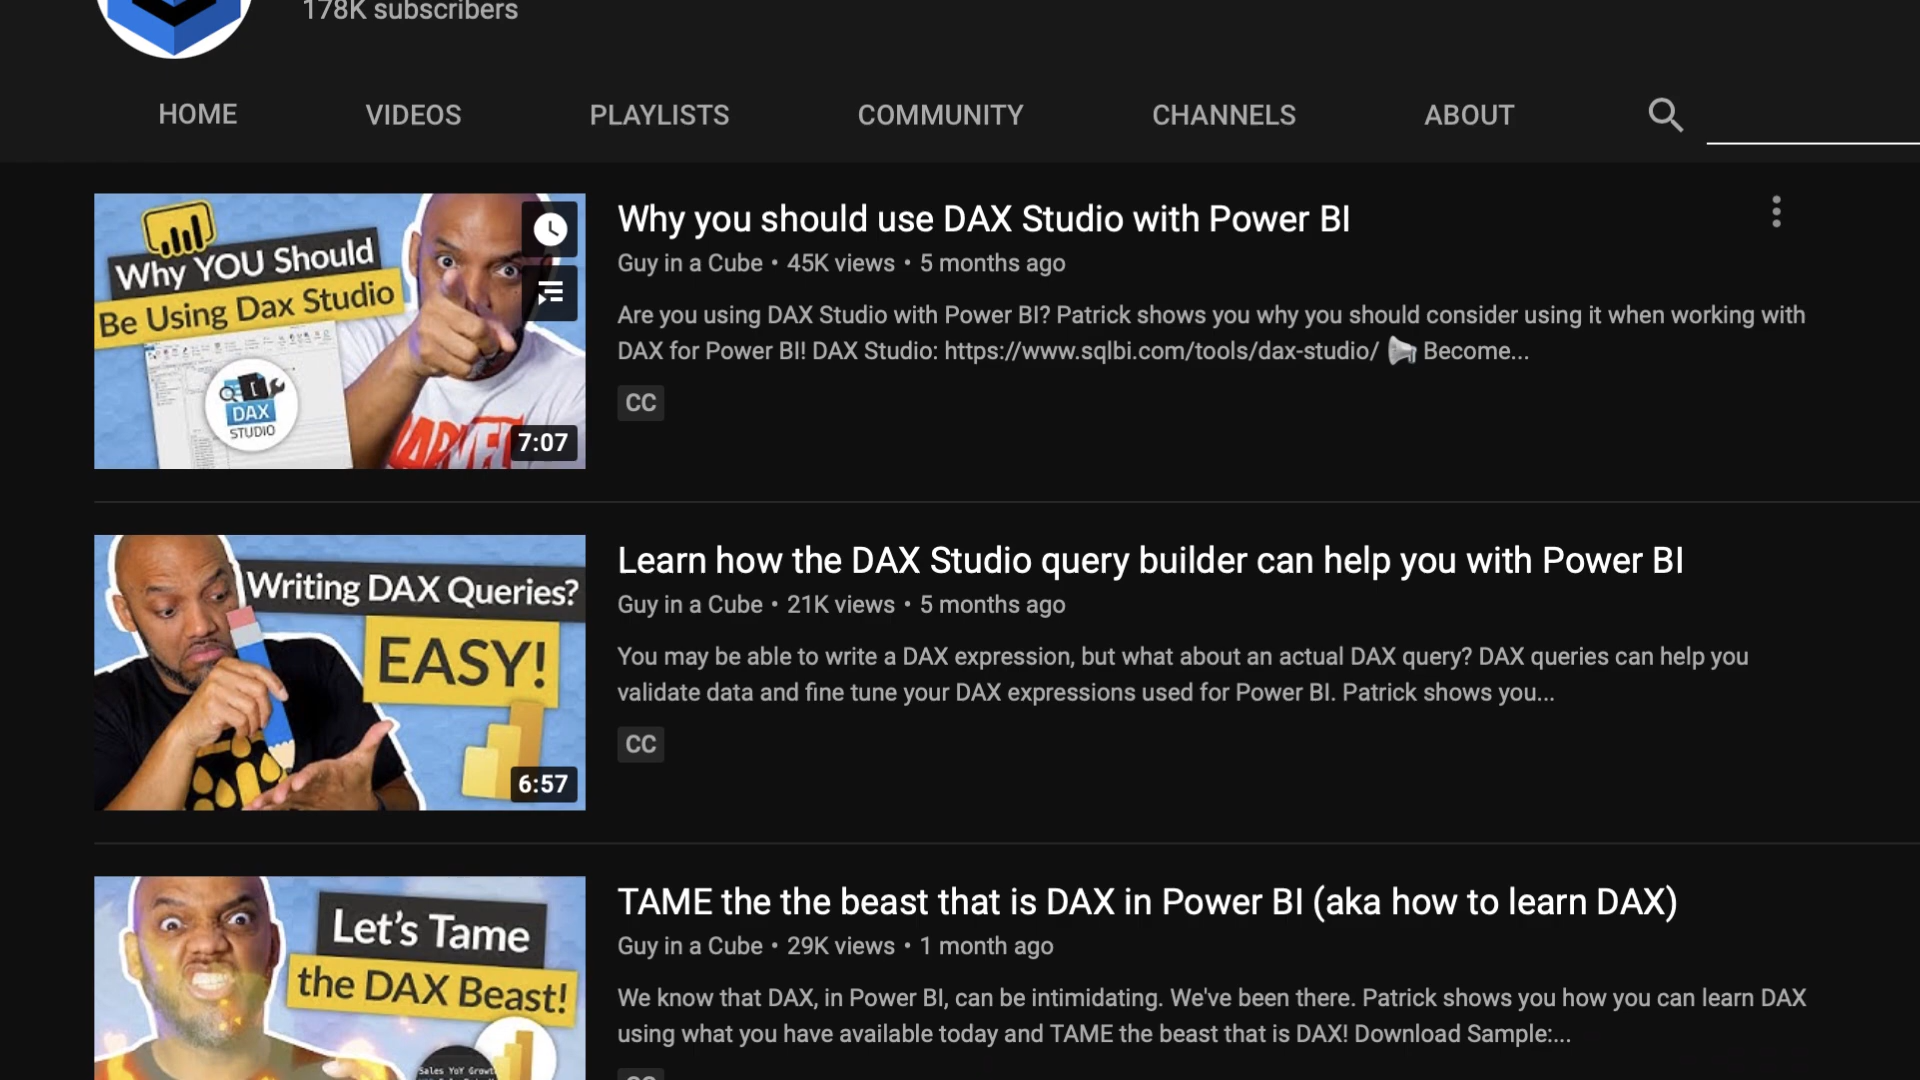 178K subscribers
HOME VIDEOS PLAYLISTS COMMUNITY CHANNELS ABOUT
Why YOU Should
Be Using Dax Studio
DAX
STUDIO
MARVEL
7:07
Why you should use DAX Studio with Power BI
Guy in a Cube • 45K views • 5 months ago
Are you using DAX Studio with Power BI? Patrick shows you why you should consider using it when working with
DAX for Power BI! DAX Studio: https://www.sqlbi.com/tools/dax-studio/ 📢 Become...
CC
Writing DAX Queries?
EASY!
6:57
Learn how the DAX Studio query builder can help you with Power BI
Guy in a Cube • 21K views • 5 months ago
You may be able to write a DAX expression, but what about an actual DAX query? DAX queries can help you
validate data and fine tune your DAX expressions used for Power BI. Patrick shows you...
CC
Let's Tame
the DAX Beast!
Sales YoY Growt
TAME the the beast that is DAX in Power BI (aka how to learn DAX)
Guy in a Cube • 29K views • 1 month ago
We know that DAX, in Power BI, can be intimidating. We've been there. Patrick shows you how you can learn DAX
using what you have available today and TAME the beast that is DAX! Download Sample:...